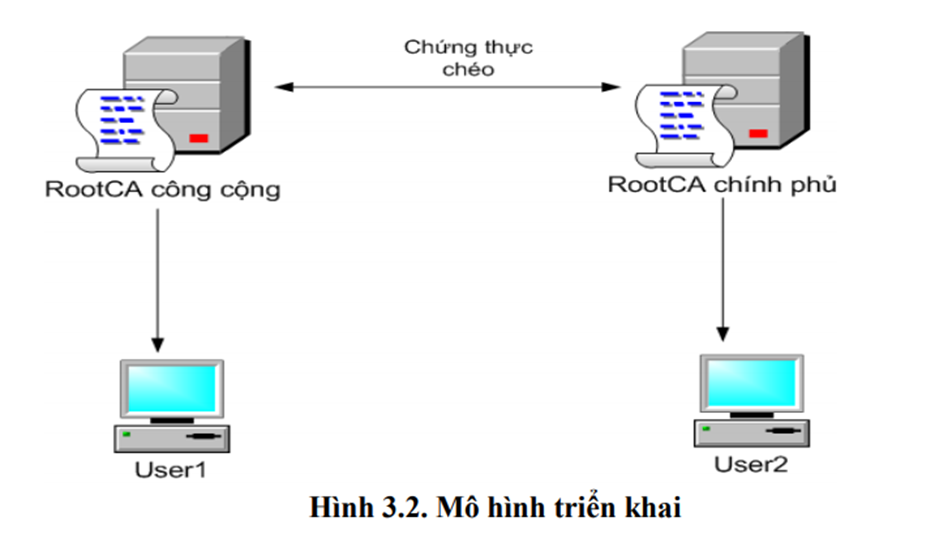 Chứng thực
chéo
RootCA công cộng
RootCA chính phủ
User1
User2
Hình 3.2. Mô hình triển khai